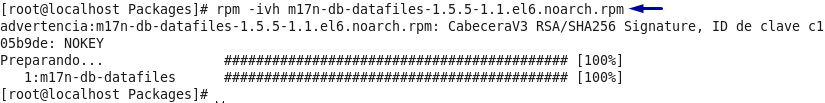 [root@localhost Packages]# rpm -ivh m17n-db-datafiles-1.5.5-1.1.el6.noarch.rpm
advertencia:m17n-db-datafiles-1.5.5-1.1.el6.noarch.rpm: CabeceraV3 RSA/SHA256 Signature, ID de clave c1
05b9de: NOKEY
Preparando... ########################################### [100%]
1:m17n-db-datafiles ########################################### [100%]
[root@localhost Packages]#